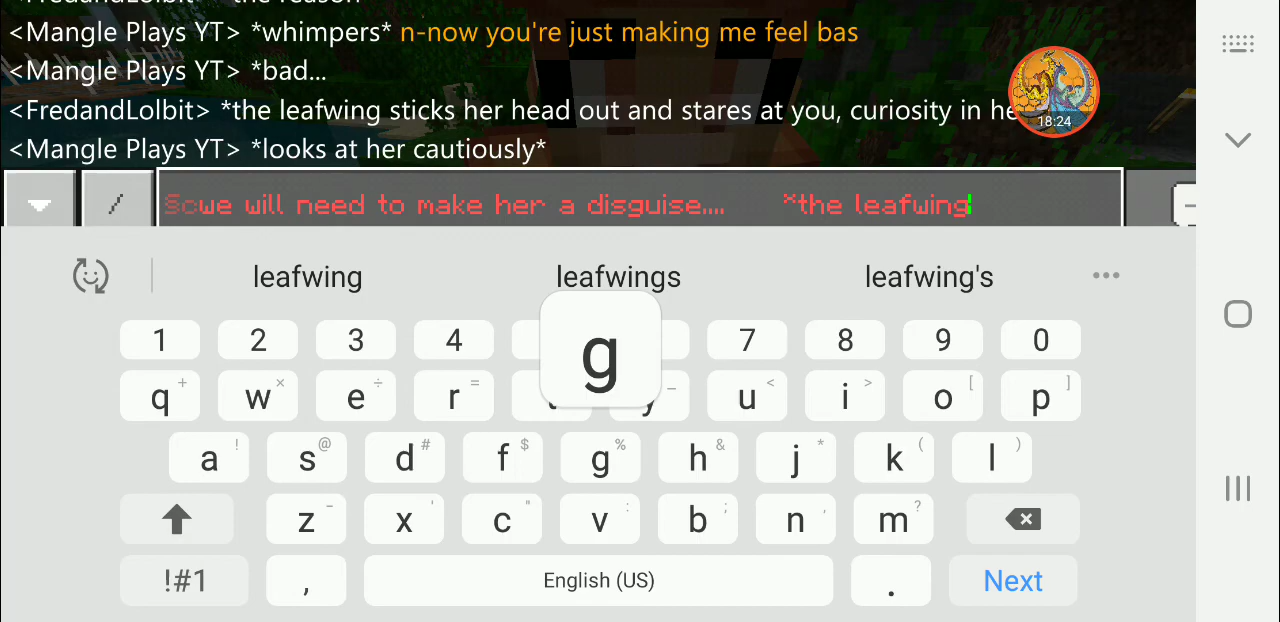 <Mangle Plays YT> *whimpers* n-now you're just making me feel bas
<Mangle Plays YT> *bad...
<FredandLolbit> *the leafwing sticks her head out and stares at you, curiosity in he
18:24
<Mangle Plays YT> *looks at her cautiously*
/ we will need to make her a disguise.... *the leafwing
leafwing leafwings leafwing's
g
1 2 3 4 7 8 9 0
q + w × e ÷ r = y _ u < i > o [ p ]
a ! s @ d # f $ g % h & j * k ( l )
z - x ' c " v : b ; n , m ?
!#1 , English (US) . Next